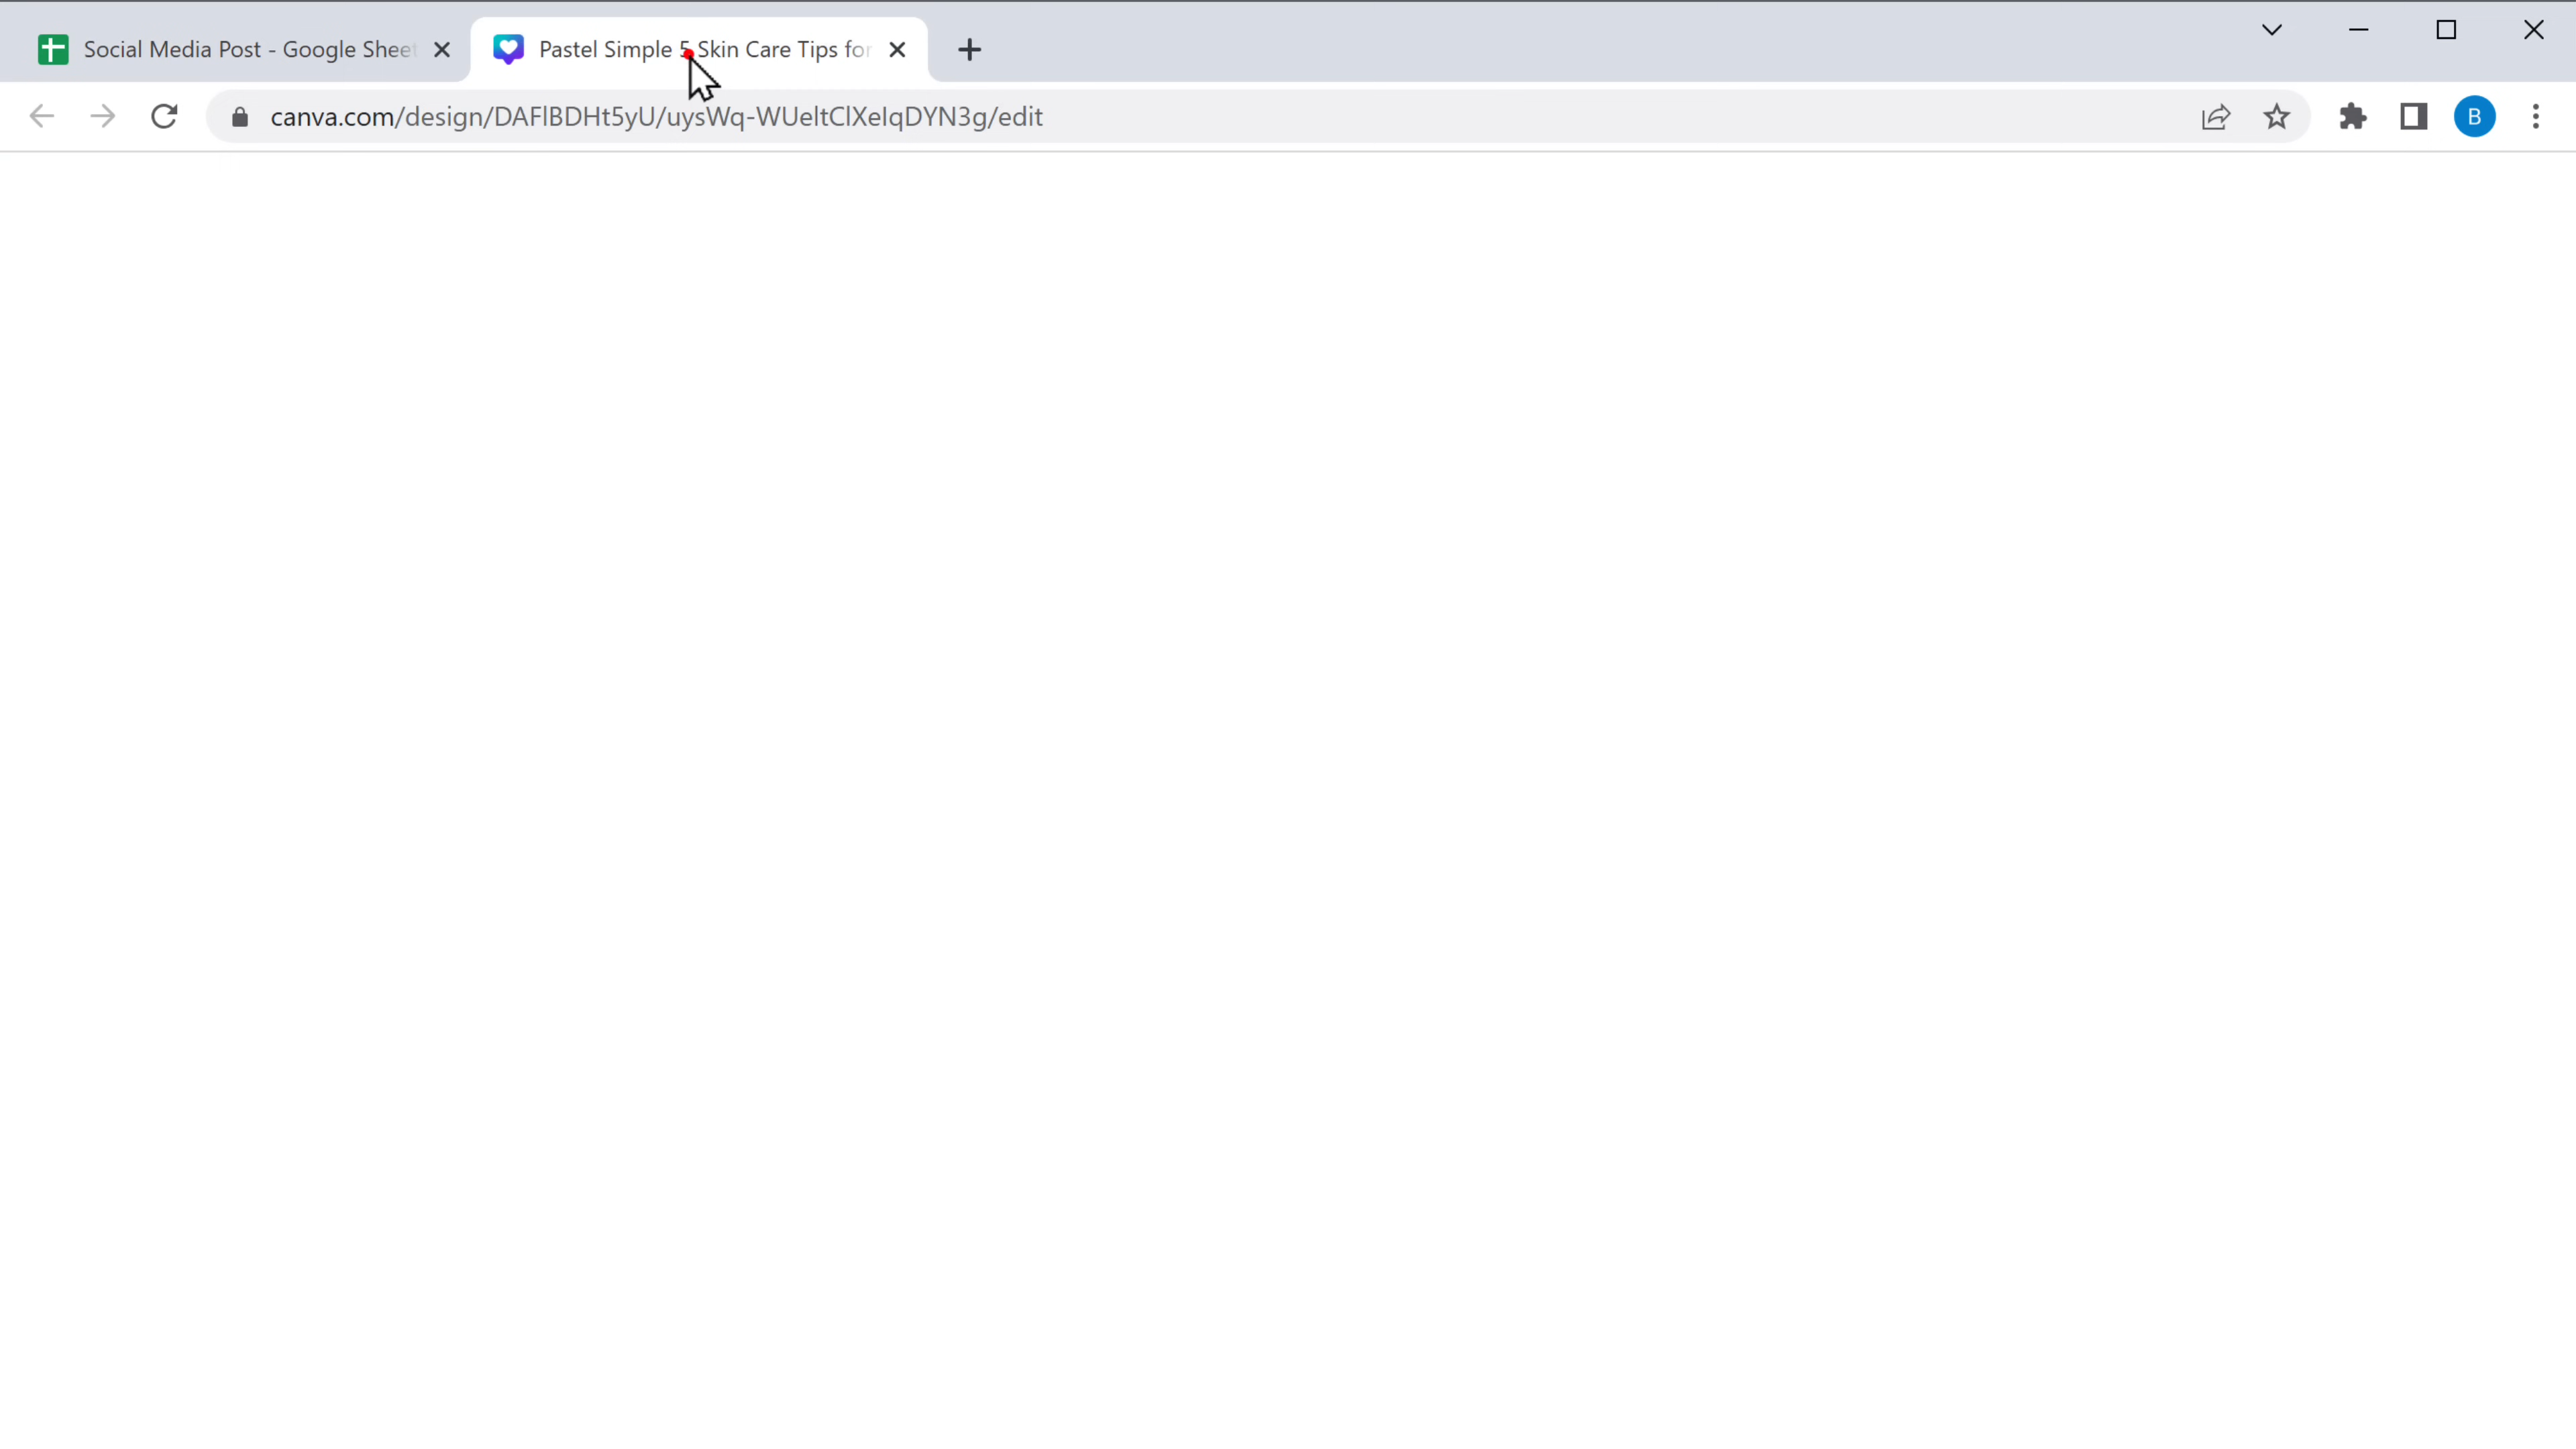 Social Media Post - Google Sheet
Pastel Simple 5 Skin Care Tips for
canva.com/design/DAFlBDHt5yU/uysWq-WUeltClXelqDYN3g/edit
B